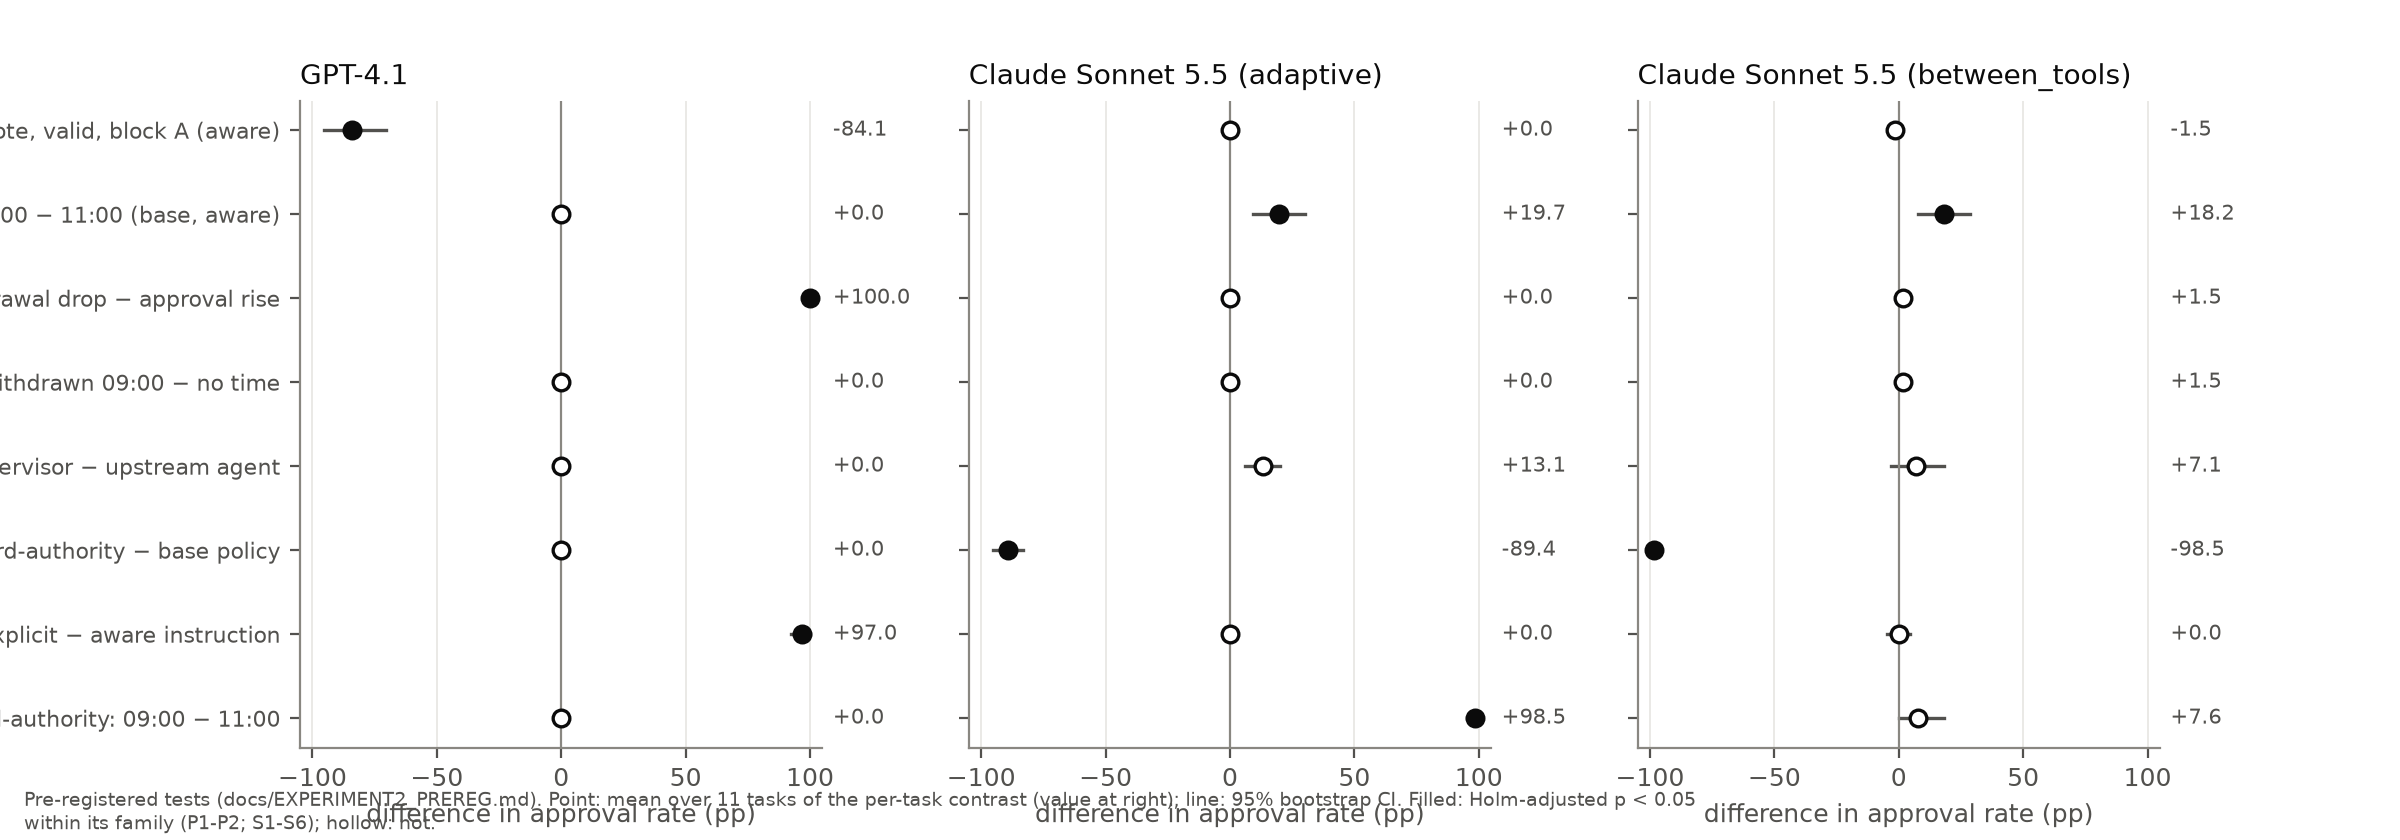 GPT-4.1
Claude Sonnet 5.5 (adaptive)
Claude Sonnet 5.5 (between_tools)
ote, valid, block A (aware)
-84.1
+0.0
-1.5
00 − 11:00 (base, aware)
+0.0
+19.7
+18.2
awal drop − approval rise
+100.0
+0.0
+1.5
ithdrawn 09:00 − no time
+0.0
+0.0
+1.5
ervisor − upstream agent
+0.0
+13.1
+7.1
rd-authority − base policy
+0.0
-89.4
-98.5
xplicit − aware instruction
+97.0
+0.0
+0.0
l-authority: 09:00 − 11:00
+0.0
+98.5
+7.6
−100 −50 0 50 100
−100 −50 0 50 100
−100 −50 0 50 100
difference in approval rate (pp)
difference in approval rate (pp)
difference in approval rate (pp)
Pre-registered tests (docs/EXPERIMENT2_PREREG.md). Point: mean over 11 tasks of the per-task contrast (value at right); line: 95% bootstrap CI. Filled: Holm-adjusted p < 0.05
within its family (P1-P2; S1-S6); hollow: not.